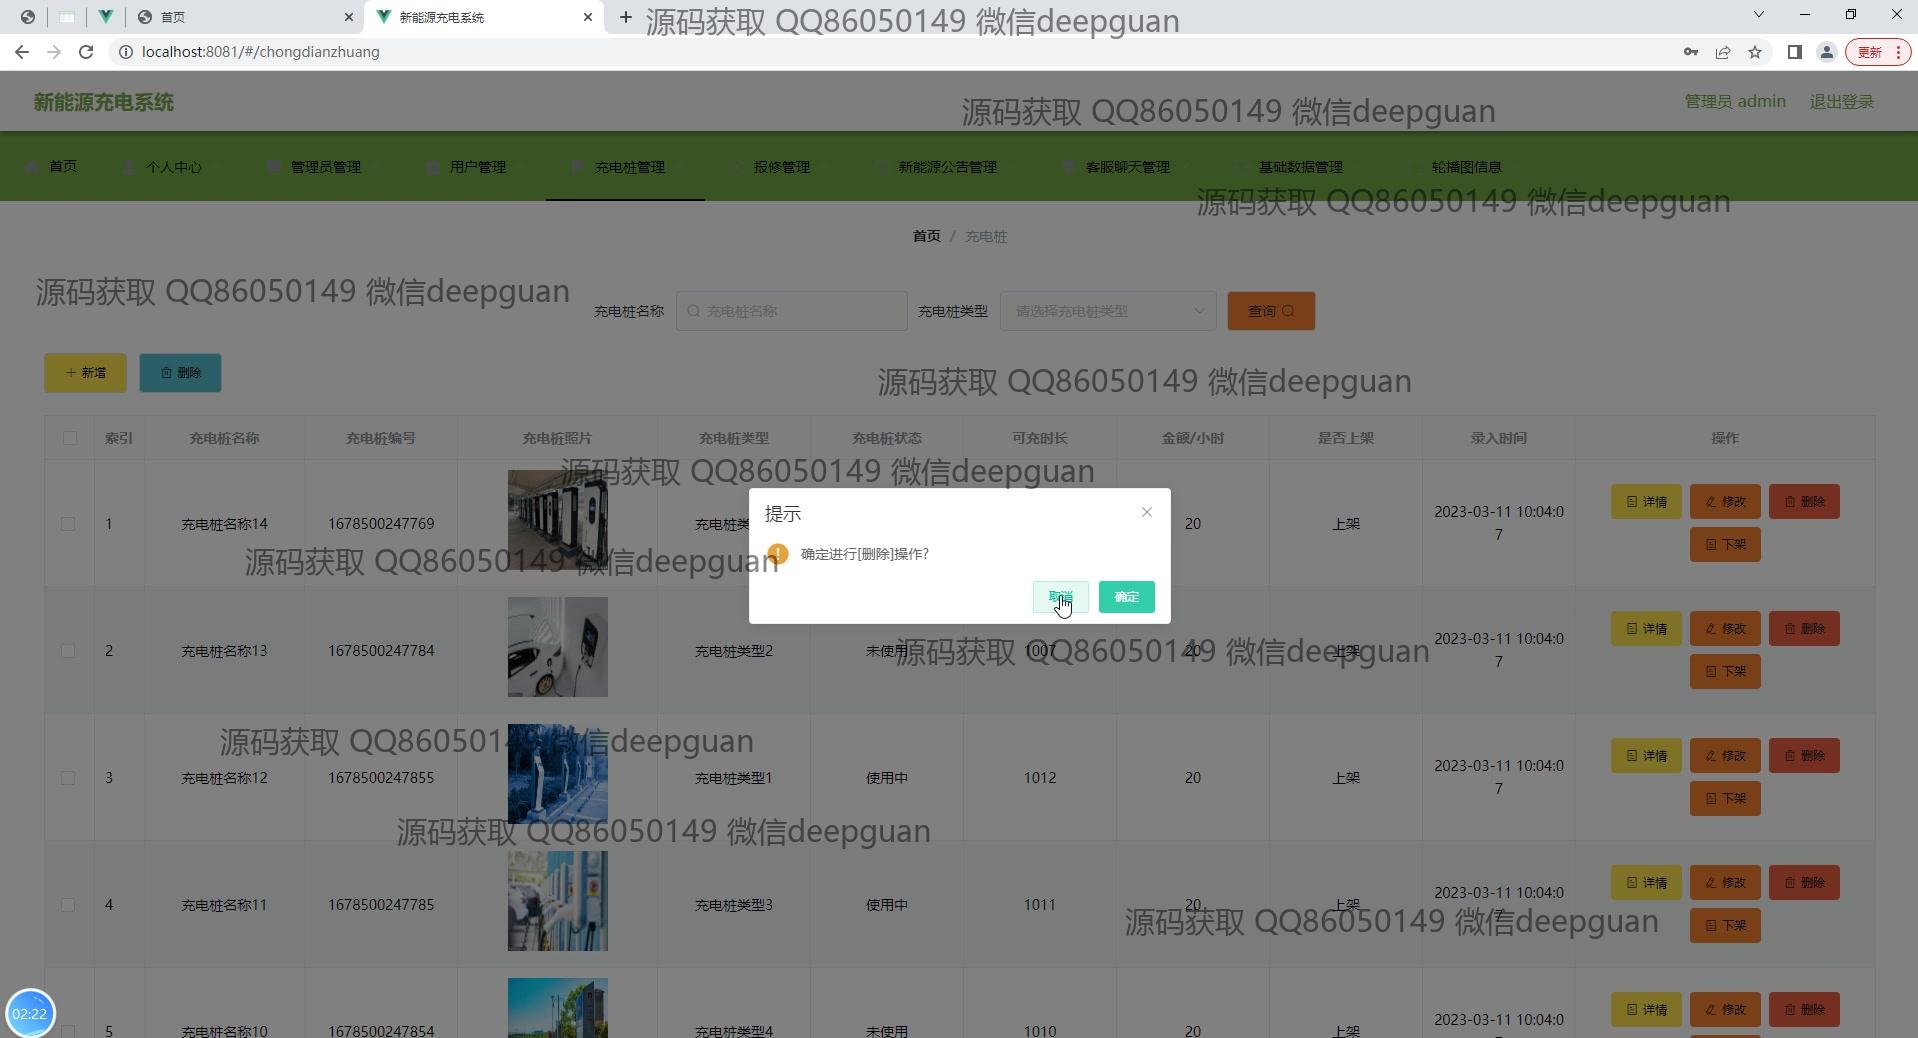 首页
新能源充电系统
源码获取 QQ86050149 微信deepguan
localhost:8081/#/chongdianzhuang
更新
新能源充电系统
源码获取 QQ86050149 微信deepguan
管理员 admin
退出登录
首页
个人中心
管理员管理
用户管理
充电桩管理
报修管理
新能源公告管理
客服聊天管理
基础数据管理
轮播图信息
源码获取 QQ86050149 微信deepguan
首页 / 充电桩
源码获取 QQ86050149 微信deepguan
充电桩名称 充电桩名称 充电桩类型 请选择充电桩类型 查询
+ 新增 删除
源码获取 QQ86050149 微信deepguan
索引 充电桩名称 充电桩编号 充电桩照片 充电桩类型 充电桩状态 可充时长 金额/小时 是否上架 录入时间 操作
源码获取 QQ86050149 微信deepguan
1 充电桩名称14 1678500247769 充电桩类 20 上架 2023-03-11 10:04:07 详情 修改 删除 下架
提示
确定进行[删除]操作?
取消 确定
源码获取 QQ86050149 微信deepguan
2 充电桩名称13 1678500247784 充电桩类型2 未使用 1007 20 上架 2023-03-11 10:04:07 详情 修改 删除 下架
源码获取 QQ86050149 微信deepguan
源码获取 QQ86050149 微信deepguan
3 充电桩名称12 1678500247855 充电桩类型1 使用中 1012 20 上架 2023-03-11 10:04:07 详情 修改 删除 下架
源码获取 QQ86050149 微信deepguan
4 充电桩名称11 1678500247785 充电桩类型3 使用中 1011 20 上架 2023-03-11 10:04:07 详情 修改 删除 下架
源码获取 QQ86050149 微信deepguan
5 充电桩名称10 1678500247854 充电桩类型4 未使用 1010 20 上架 2023-03-11 10:04:0 详情 修改 删除
02:22